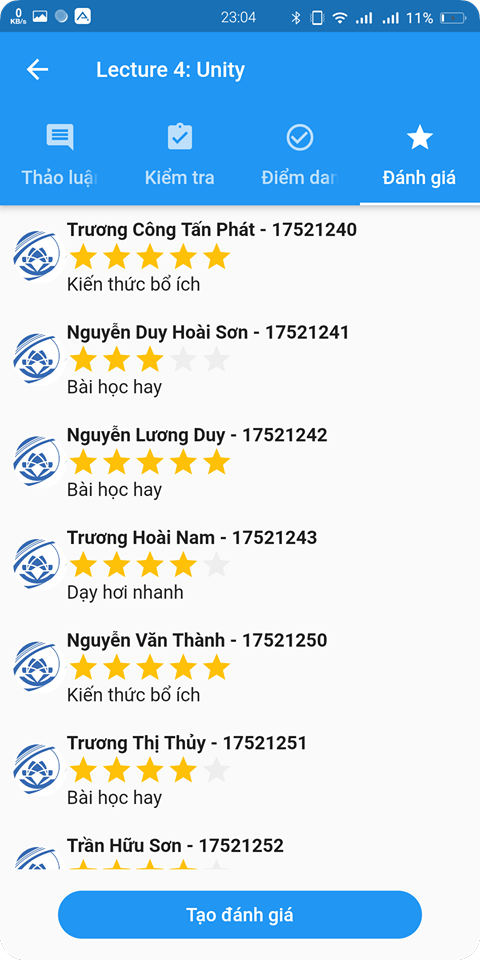 0
KB/s
23:04
11%
Lecture 4: Unity
Thảo luận
Kiểm tra
Điểm dan
Đánh giá
Trương Công Tấn Phát - 17521240
Kiến thức bổ ích
Nguyễn Duy Hoài Sơn - 17521241
Bài học hay
Nguyễn Lương Duy - 17521242
Bài học hay
Trương Hoài Nam - 17521243
Dạy hơi nhanh
Nguyễn Văn Thành - 17521250
Kiến thức bổ ích
Trương Thị Thủy - 17521251
Bài học hay
Trần Hữu Sơn - 17521252
Tạo đánh giá